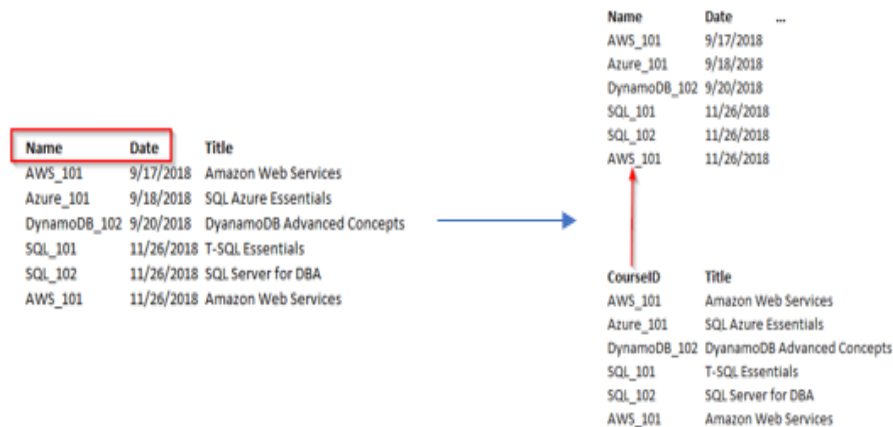 Name Date Title
AWS_101 9/17/2018 Amazon Web Services
Azure_101 9/18/2018 SQL Azure Essentials
DynamoDB_102 9/20/2018 DyanamoDB Advanced Concepts
SQL_101 11/26/2018 T-SQL Essentials
SQL_102 11/26/2018 SQL Server for DBA
AWS_101 11/26/2018 Amazon Web Services
Name Date ...
AWS_101 9/17/2018
Azure_101 9/18/2018
DynamoDB_102 9/20/2018
SQL_101 11/26/2018
SQL_102 11/26/2018
AWS_101 11/26/2018
CourseID Title
AWS_101 Amazon Web Services
Azure_101 SQL Azure Essentials
DynamoDB_102 DyanamoDB Advanced Concepts
SQL_101 T-SQL Essentials
SQL_102 SQL Server for DBA
AWS_101 Amazon Web Services